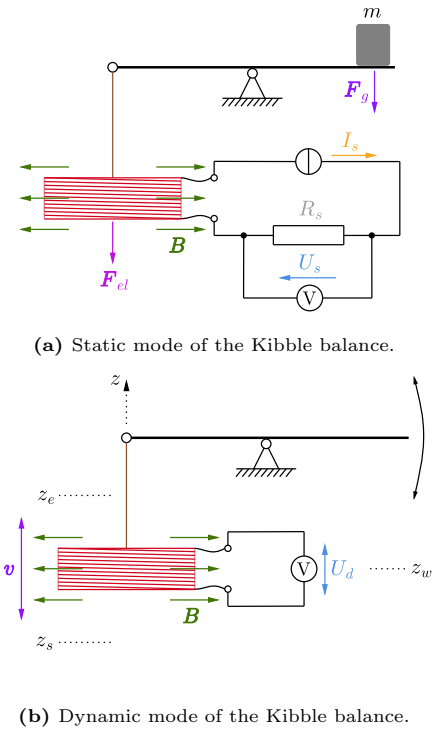 m
F_g
I_s
R_s
B
U_s
F_el
V
(a) Static mode of the Kibble balance.
z
z_e
v
V
U_d
z_w
B
z_s
(b) Dynamic mode of the Kibble balance.